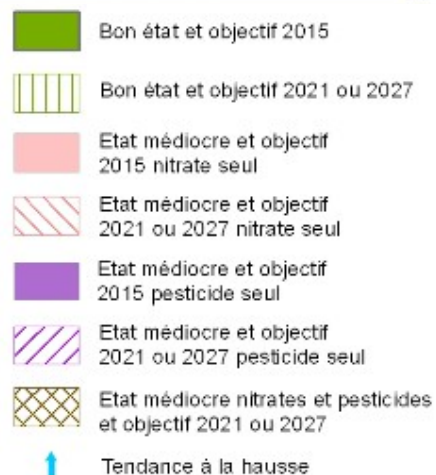 Bon état et objectif 2015
Bon état et objectif 2021 ou 2027
Etat médiocre et objectif
2015 nitrate seul
Etat médiocre et objectif
2021 ou 2027 nitrate seul
Etat médiocre et objectif
2015 pesticide seul
Etat médiocre et objectif
2021 ou 2027 pesticide seul
Etat médiocre nitrates et pesticides
et objectif 2021 ou 2027
Tendance à la hausse